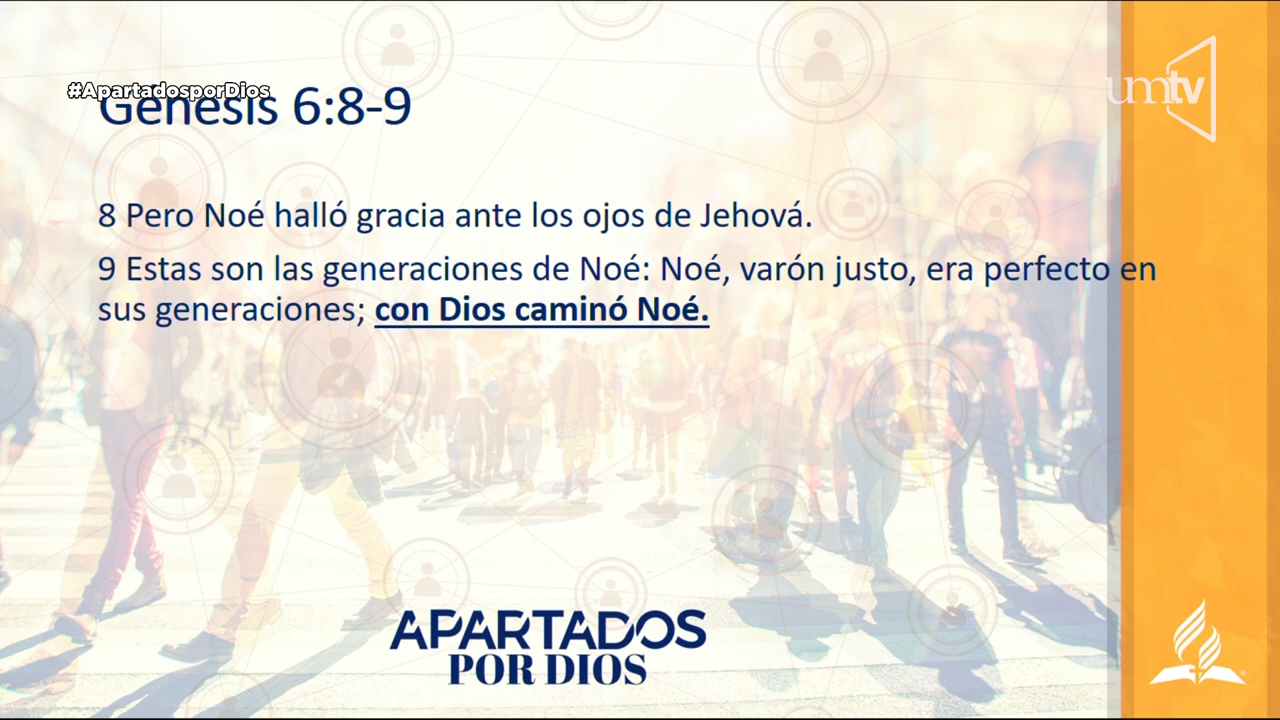 #ApartadosporDios
Génesis 6:8-9
umtv
8 Pero Noé halló gracia ante los ojos de Jehová.
9 Estas son las generaciones de Noé: Noé, varón justo, era perfecto en
sus generaciones; con Dios caminó Noé.
APARTADOS
POR DIOS